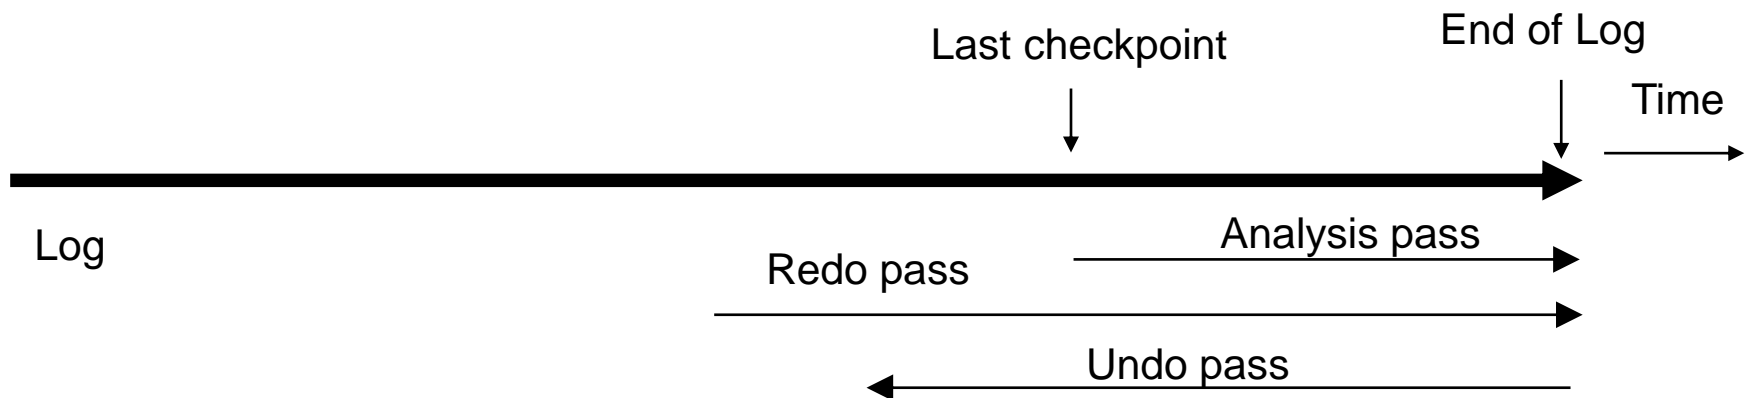 End of Log
Last checkpoint
Time
Log
Analysis pass
Redo pass
Undo pass